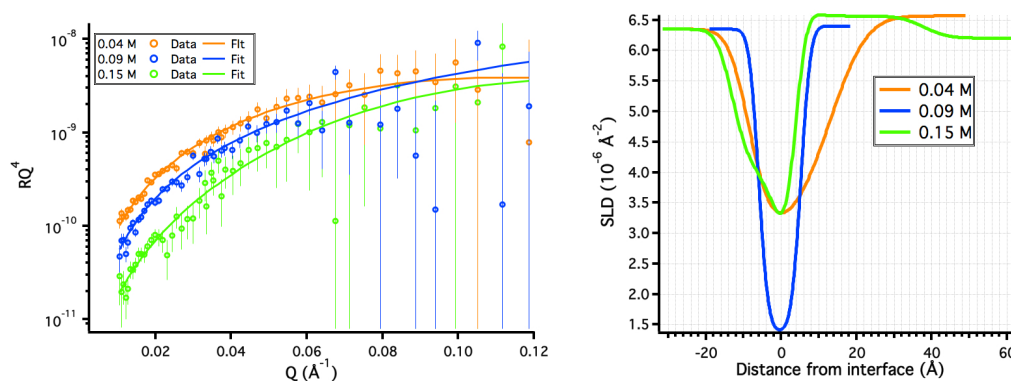 10⁻⁸
0.04 M Data Fit
0.09 M Data Fit
0.15 M Data Fit
10⁻⁹
RQ⁴
10⁻¹⁰
10⁻¹¹
0.02 0.04 0.06 0.08 0.10 0.12
Q (Å⁻¹)
6.5
6.0
5.5
5.0
4.5
4.0
3.5
3.0
2.5
2.0
1.5
SLD (10⁻⁶ Å⁻²)
0.04 M
0.09 M
0.15 M
-20 0 20 40 60
Distance from interface (Å)